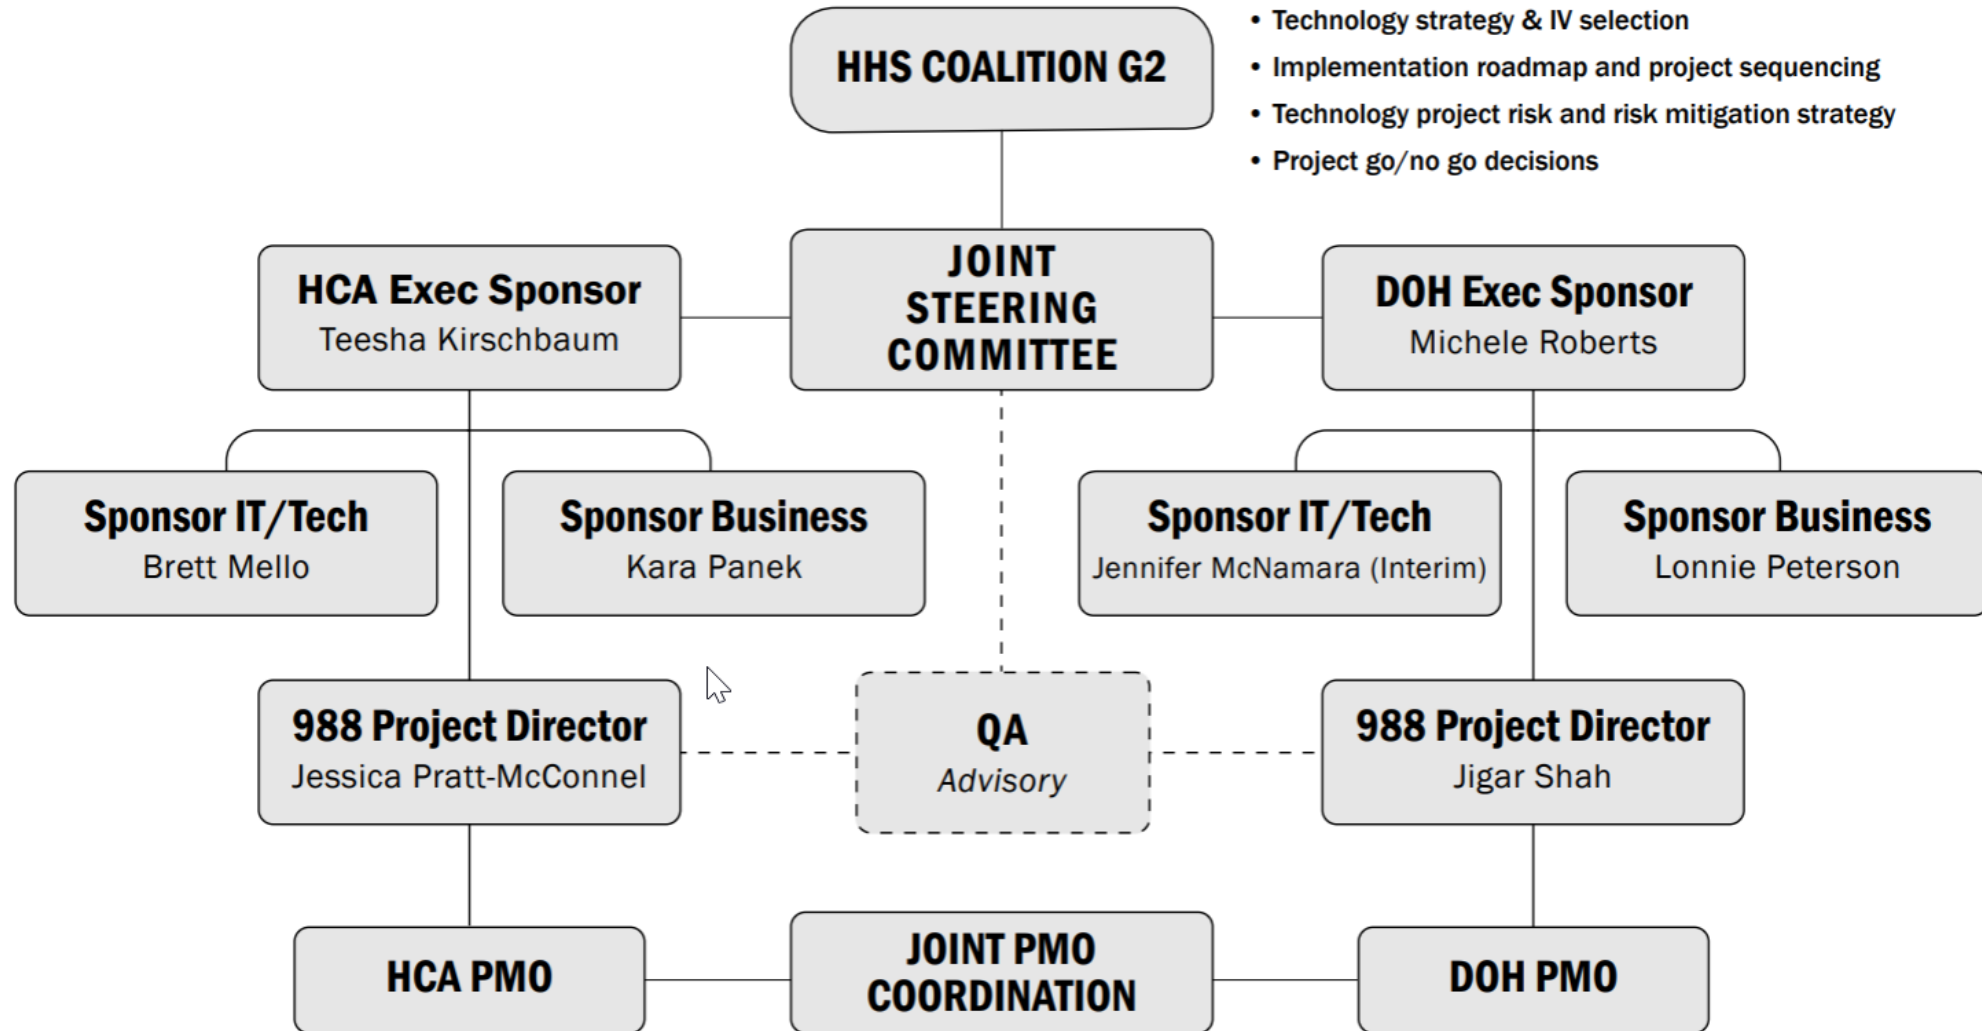 HHS COALITION G2
• Technology strategy & IV selection
• Implementation roadmap and project sequencing
• Technology project risk and risk mitigation strategy
• Project go/no go decisions
HCA Exec Sponsor
Teesha Kirschbaum
JOINT
STEERING
COMMITTEE
DOH Exec Sponsor
Michele Roberts
Sponsor IT/Tech
Brett Mello
Sponsor Business
Kara Panek
Sponsor IT/Tech
Jennifer McNamara (Interim)
Sponsor Business
Lonnie Peterson
988 Project Director
Jessica Pratt-McConnel
QA
Advisory
988 Project Director
Jigar Shah
HCA PMO
JOINT PMO
COORDINATION
DOH PMO